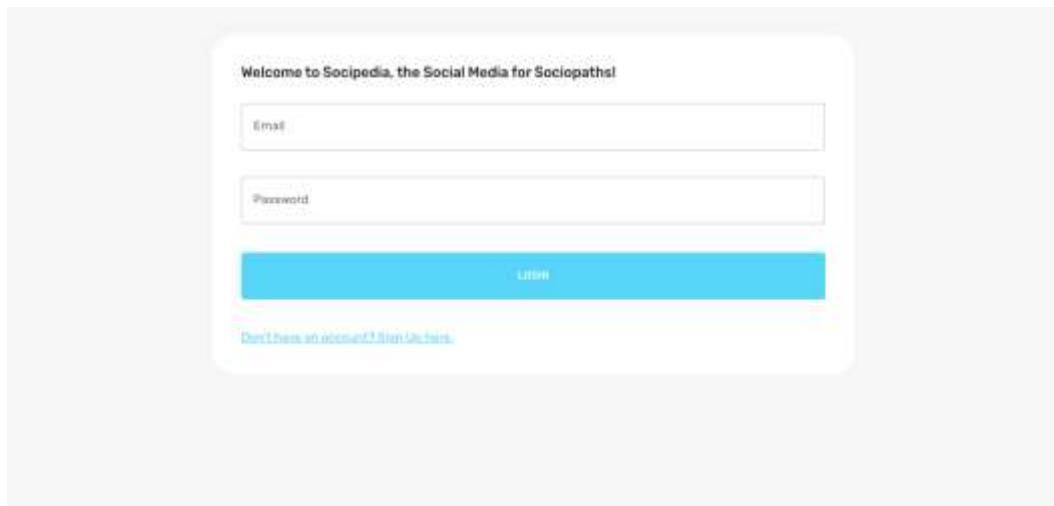 Welcome to Socipedia, the Social Media for Sociopaths!
Email
Password
LOGIN
Don't have an account? Sign Up here.